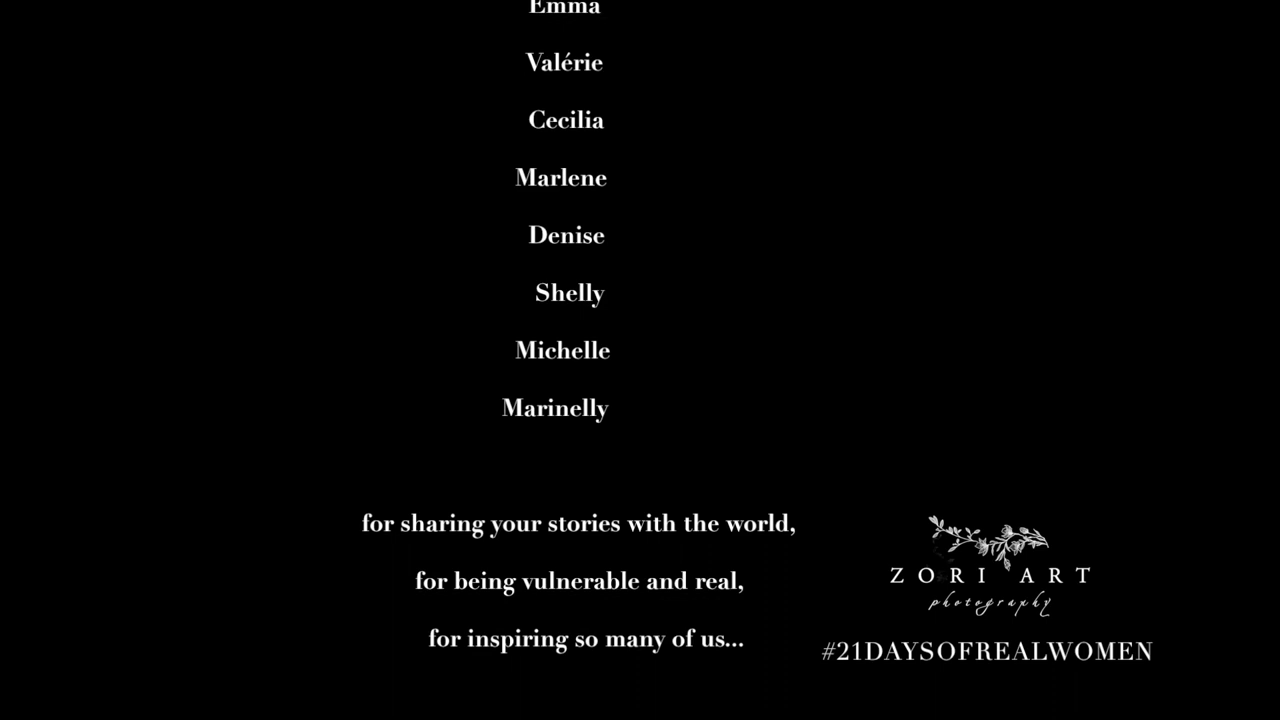 Emma
Valérie
Cecilia
Marlene
Denise
Shelly
Michelle
Marinelly
for sharing your stories with the world,
for being vulnerable and real,
for inspiring so many of us...
ZORI ART
photography
#21DAYSOFREALWOMEN